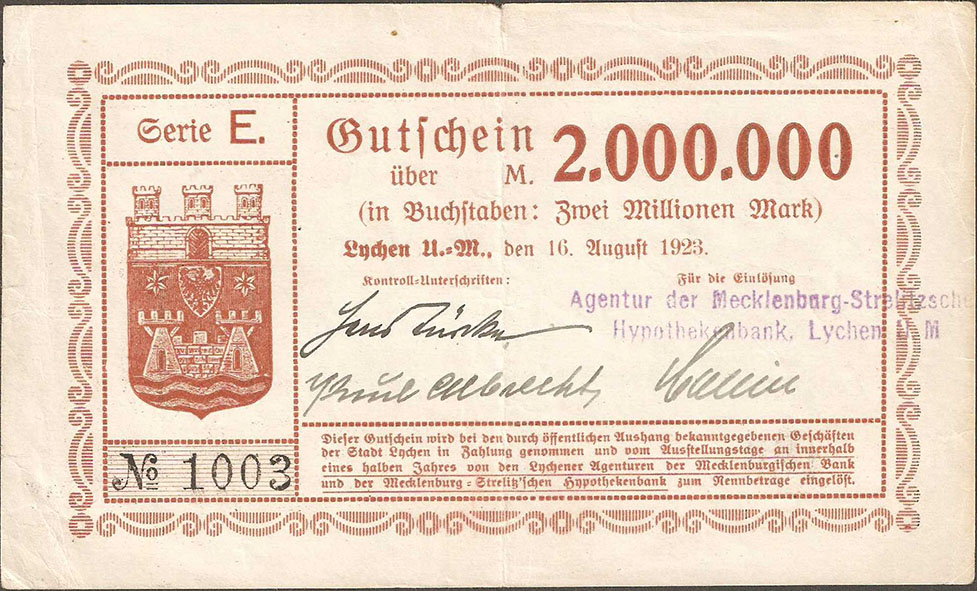 Serie E.
Gutschein
über M. 2.000.000
(in Buchstaben: Zwei Millionen Mark)
Lychen U.=M., den 16. August 1923.
Kontroll=Unterschriften:
Für die Einlösung
Agentur der Mecklenburg-Strelitzsche
Hypothekenbank, Lychen U M
Paul Albrecht
Dieser Gutschein wird bei den durch öffentlichen Aushang bekanntgegebenen Geschäften
der Stadt Lychen in Zahlung genommen und vom Ausstellungstage an innerhalb
eines halben Jahres von den Lychener Agenturen der Mecklenburgischen Bank
und der Mecklenburg=Strelitz'schen Hypothekenbank zum Nennbetrage eingelöst.
№ 1003